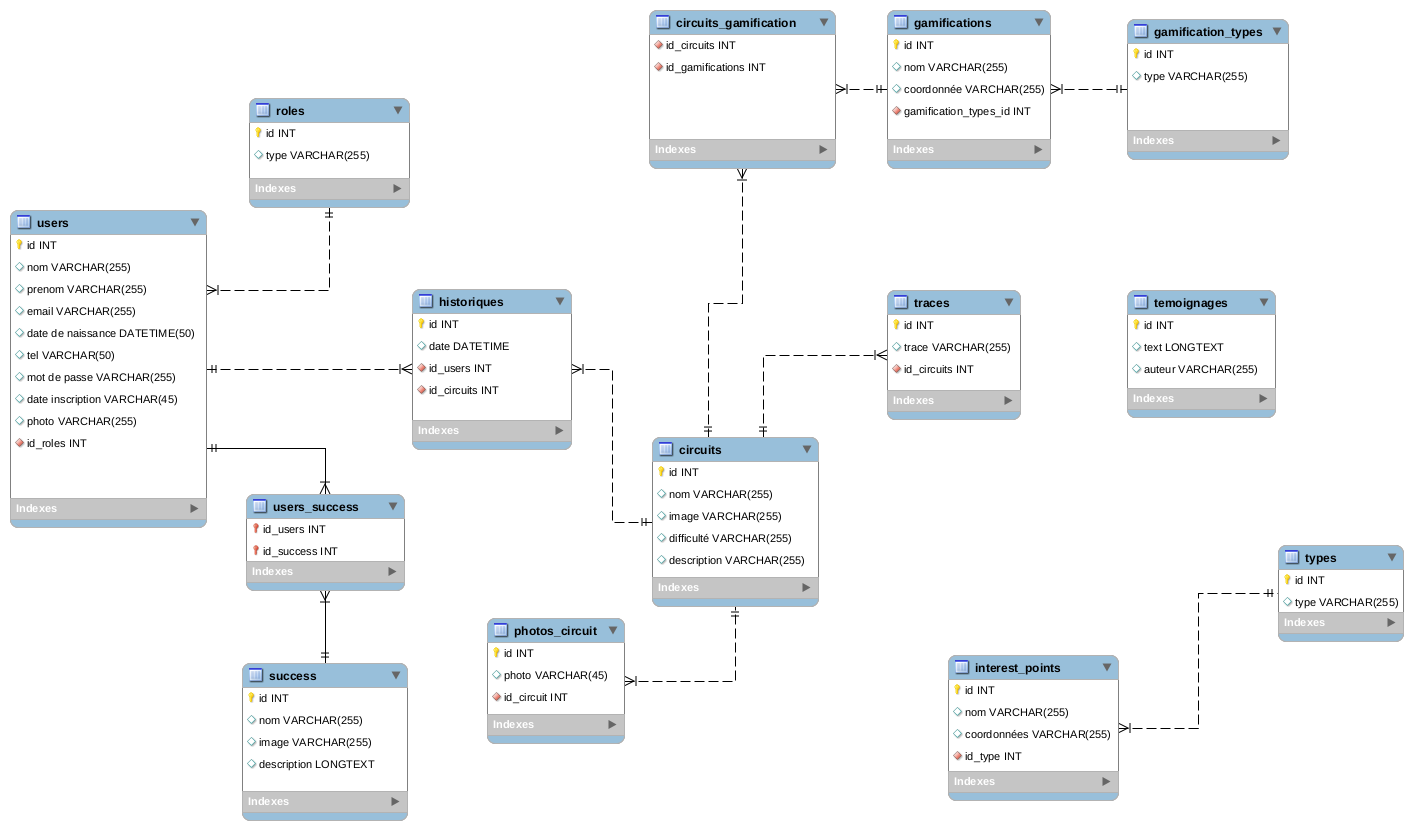 circuits_gamification
id_circuits INT
id_gamifications INT
Indexes
gamifications
id INT
nom VARCHAR(255)
coordonnée VARCHAR(255)
gamification_types_id INT
Indexes
gamification_types
id INT
type VARCHAR(255)
Indexes
roles
id INT
type VARCHAR(255)
Indexes
users
id INT
nom VARCHAR(255)
prenom VARCHAR(255)
email VARCHAR(255)
date de naissance DATETIME(50)
tel VARCHAR(50)
mot de passe VARCHAR(255)
date inscription VARCHAR(45)
photo VARCHAR(255)
id_roles INT
Indexes
historiques
id INT
date DATETIME
id_users INT
id_circuits INT
Indexes
traces
id INT
trace VARCHAR(255)
id_circuits INT
Indexes
temoignages
id INT
text LONGTEXT
auteur VARCHAR(255)
Indexes
circuits
id INT
nom VARCHAR(255)
image VARCHAR(255)
difficulté VARCHAR(255)
description VARCHAR(255)
Indexes
users_success
id_users INT
id_success INT
Indexes
types
id INT
type VARCHAR(255)
Indexes
photos_circuit
id INT
photo VARCHAR(45)
id_circuit INT
Indexes
interest_points
id INT
nom VARCHAR(255)
coordonnées VARCHAR(255)
id_type INT
Indexes
success
id INT
nom VARCHAR(255)
image VARCHAR(255)
description LONGTEXT
Indexes